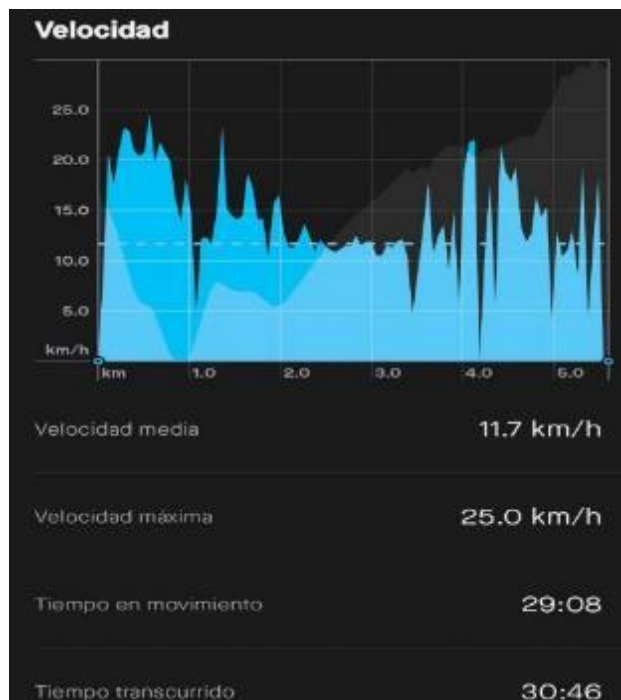 Velocidad
25.0
20.0
15.0
10.0
5.0
km/h
km 1.0 2.0 3.0 4.0 5.0
Velocidad media 11.7 km/h
Velocidad máxima 25.0 km/h
Tiempo en movimiento 29:08
Tiempo transcurrido 30:46